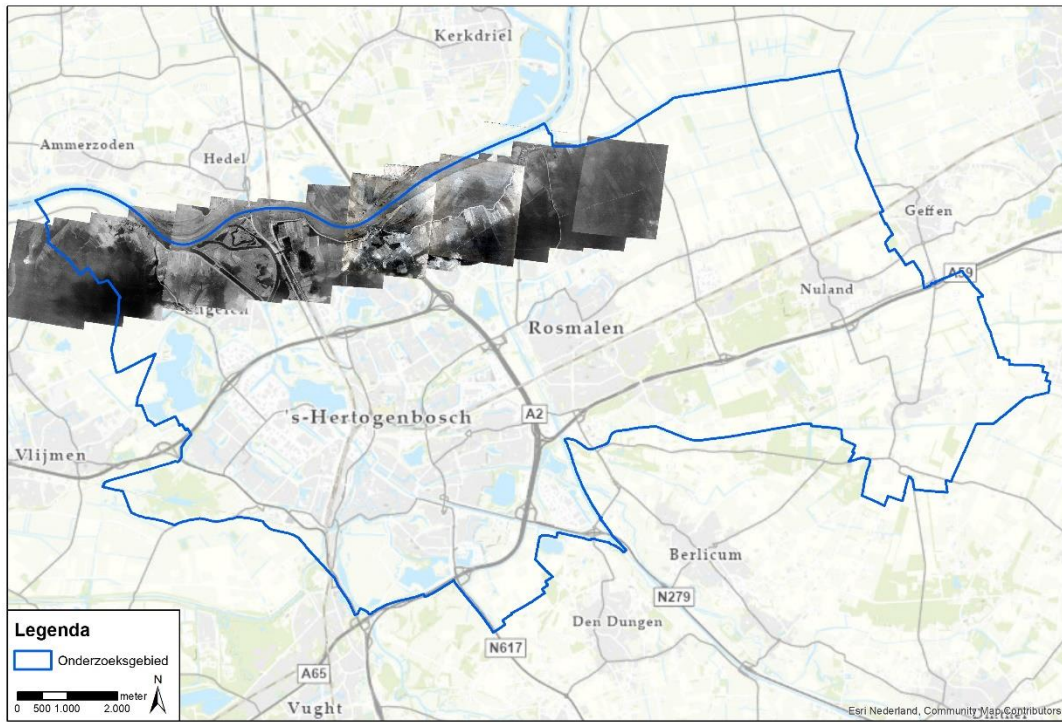 Kerkdriel
Ammerzoden
Hedel
Geffen
A59
Nuland
Rosmalen
's-Hertogenbosch
A2
Vlijmen
Berlicum
N279
Den Dungen
N617
A65
Vught
Legenda
Onderzoeksgebied
meter
0 500 1.000 2.000
N
Esri Nederland, Community Map Contributors